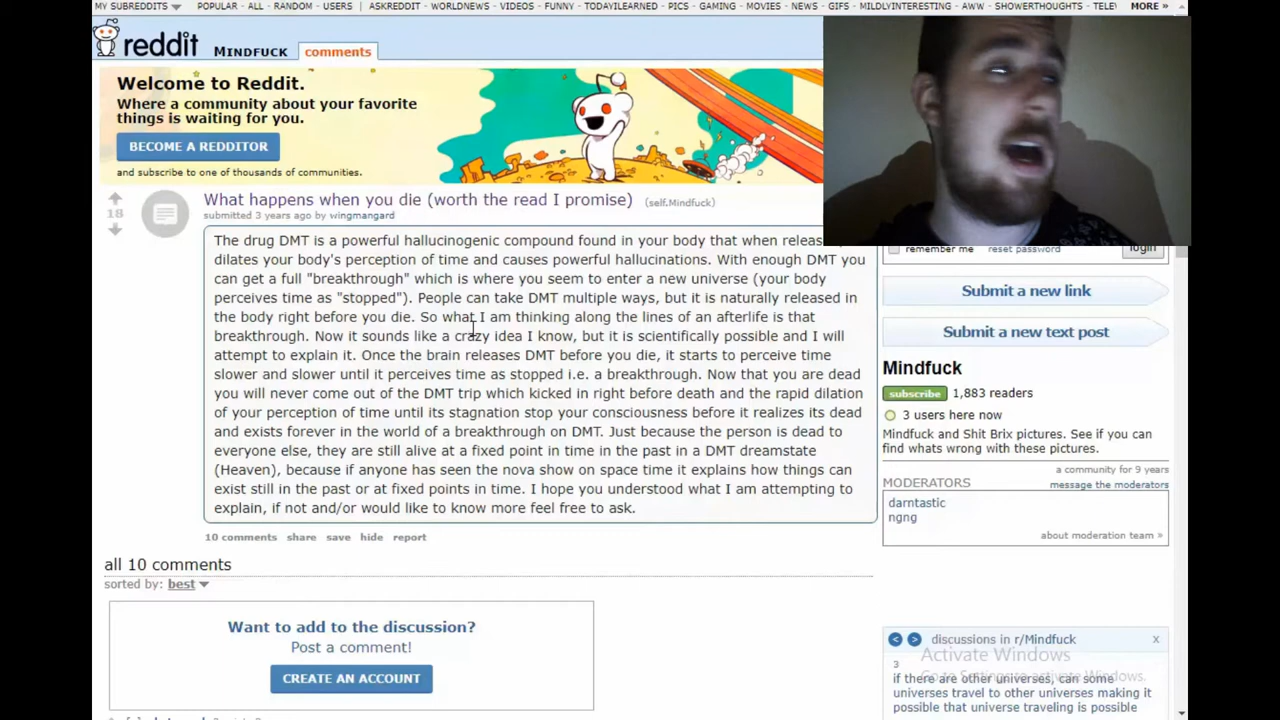 MY SUBREDDITS POPULAR - ALL - RANDOM - USERS | ASKREDDIT - WORLDNEWS - VIDEOS - FUNNY - TODAYILEARNED - PICS - GAMING - MOVIES - NEWS - GIFS - MILDLYINTERESTING - AWW - SHOWERTHOUGHTS - TELEV MORE »
reddit MINDFUCK comments
Welcome to Reddit.
Where a community about your favorite
things is waiting for you.
BECOME A REDDITOR
and subscribe to one of thousands of communities.
18
What happens when you die (worth the read I promise) (self.Mindfuck)
submitted 3 years ago by wingmangard
The drug DMT is a powerful hallucinogenic compound found in your body that when releas
dilates your body's perception of time and causes powerful hallucinations. With enough DMT you
can get a full "breakthrough" which is where you seem to enter a new universe (your body
perceives time as "stopped"). People can take DMT multiple ways, but it is naturally released in
the body right before you die. So what I am thinking along the lines of an afterlife is that
breakthrough. Now it sounds like a crazy idea I know, but it is scientifically possible and I will
attempt to explain it. Once the brain releases DMT before you die, it starts to perceive time
slower and slower until it perceives time as stopped i.e. a breakthrough. Now that you are dead
you will never come out of the DMT trip which kicked in right before death and the rapid dilation
of your perception of time until its stagnation stop your consciousness before it realizes its dead
and exists forever in the world of a breakthrough on DMT. Just because the person is dead to
everyone else, they are still alive at a fixed point in time in the past in a DMT dreamstate
(Heaven), because if anyone has seen the nova show on space time it explains how things can
exist still in the past or at fixed points in time. I hope you understood what I am attempting to
explain, if not and/or would like to know more feel free to ask.
10 comments share save hide report
all 10 comments
sorted by: best
Want to add to the discussion?
Post a comment!
CREATE AN ACCOUNT
remember me reset password login
Submit a new link
Submit a new text post
Mindfuck
subscribe 1,883 readers
3 users here now
Mindfuck and Shit Brix pictures. See if you can
find whats wrong with these pictures.
a community for 9 years
MODERATORS message the moderators
darntastic
ngng
about moderation team »
< > discussions in r/Mindfuck X
Activate Windows
Go to Settings to activate Windows.
3
if there are other universes, can some
universes travel to other universes making it
possible that universe traveling is possible